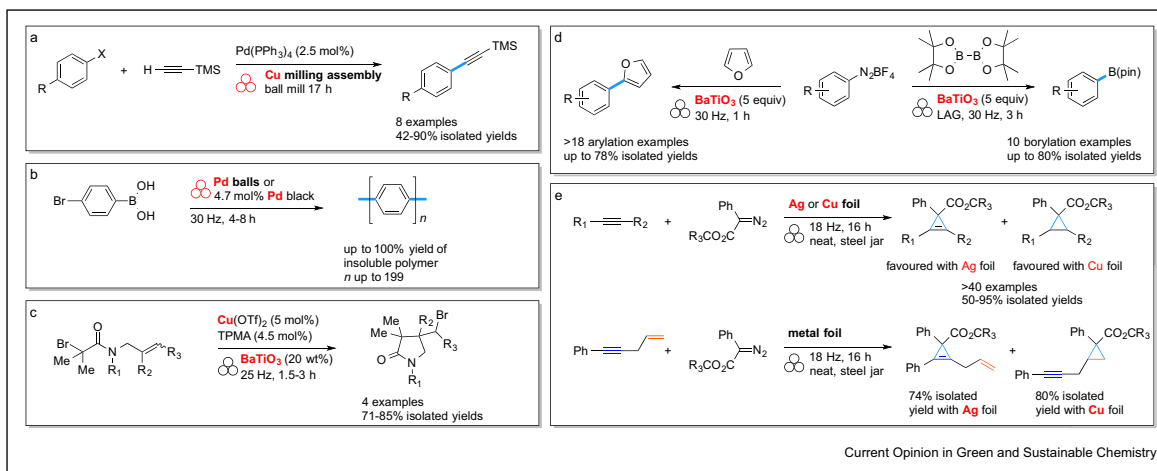 a
X
R
+
H
TMS
Pd(PPh3)4 (2.5 mol%)
Cu milling assembly
ball mill 17 h
TMS
R
8 examples
42-90% isolated yields
b
Br
OH
B
OH
Pd balls or
4.7 mol% Pd black
30 Hz, 4-8 h
n
up to 100% yield of
insoluble polymer
n up to 199
c
Br
Me
Me
O
N
R1
R2
R3
Cu(OTf)2 (5 mol%)
TPMA (4.5 mol%)
BaTiO3 (20 wt%)
25 Hz, 1.5-3 h
Me
Me
R2
Br
R3
O
N
R1
4 examples
71-85% isolated yields
d
O
R
>18 arylation examples
up to 78% isolated yields
O
BaTiO3 (5 equiv)
30 Hz, 1 h
N2BF4
R
O
O
B B
O
O
BaTiO3 (5 equiv)
LAG, 30 Hz, 3 h
B(pin)
R
10 borylation examples
up to 80% isolated yields
e
R1
R2
+
Ph
N2
R3CO2C
Ag or Cu foil
18 Hz, 16 h
neat, steel jar
Ph
CO2CR3
R1
R2
+
Ph
CO2CR3
R1
R2
favoured with Ag foil
favoured with Cu foil
>40 examples
50-95% isolated yields
Ph
+
Ph
N2
R3CO2C
metal foil
18 Hz, 16 h
neat, steel jar
Ph
CO2CR3
Ph
+
Ph
CO2CR3
Ph
74% isolated
yield with Ag foil
80% isolated
yield with Cu foil
Current Opinion in Green and Sustainable Chemistry